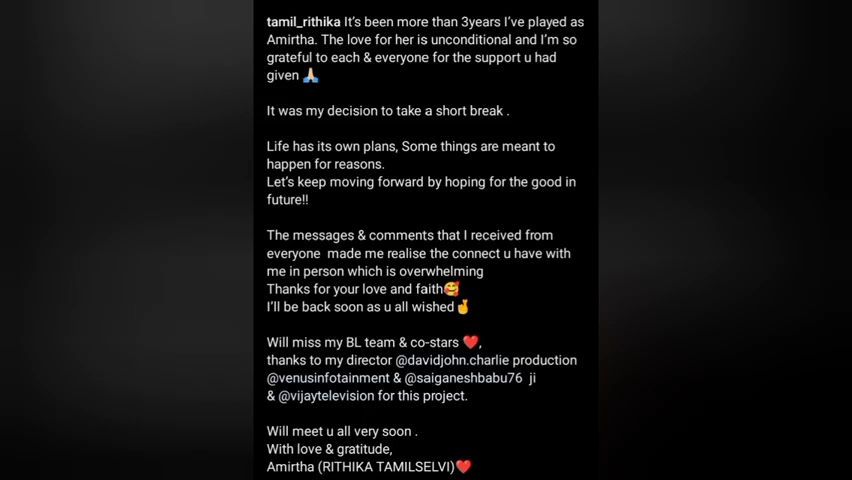 tamil_rithika It’s been more than 3years I’ve played as
Amirtha. The love for her is unconditional and I’m so
grateful to each & everyone for the support u had
given 🙏🏻
It was my decision to take a short break .
Life has its own plans, Some things are meant to
happen for reasons.
Let’s keep moving forward by hoping for the good in
future!!
The messages & comments that I received from
everyone  made me realise the connect u have with
me in person which is overwhelming
Thanks for your love and faith🥰
I’ll be back soon as u all wished🤞
Will miss my BL team & co-stars ❤️,
thanks to my director @davidjohn.charlie production
@venusinfotainment & @saiganeshbabu76  ji
& @vijaytelevision for this project.
Will meet u all very soon .
With love & gratitude,
Amirtha (RITHIKA TAMILSELVI)❤️